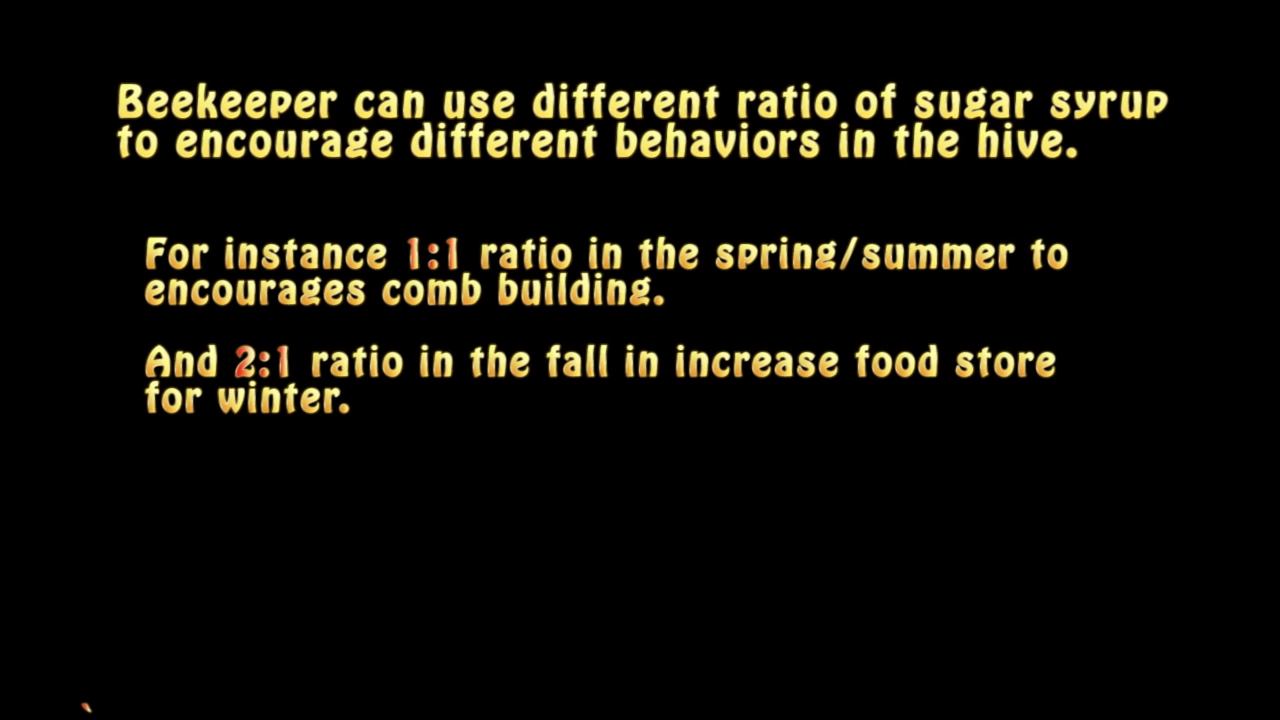 Beekeeper can use different ratio of sugar syrup
to encourage different behaviors in the hive.
For instance 1:1 ratio in the spring/summer to
encourages comb building.
And 2:1 ratio in the fall in increase food store
for winter.